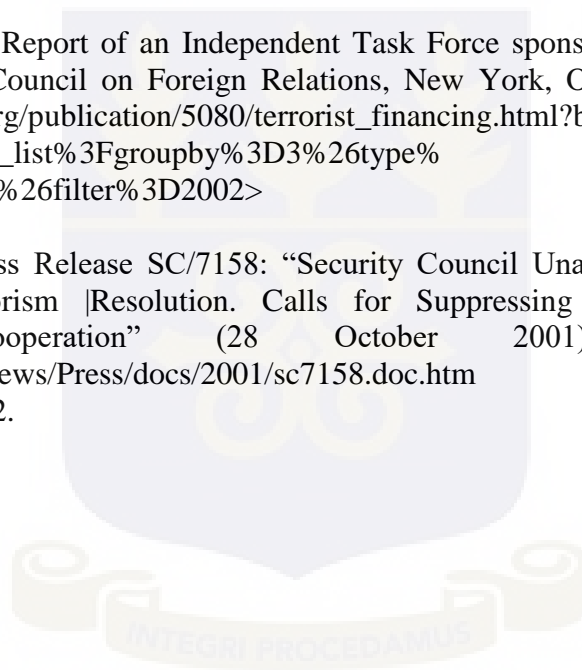 Report of an Independent Task Force spons
Council on Foreign Relations, New York, O
rg/publication/5080/terrorist_financing.html?b
_list%3Fgroupby%3D3%26type%
%26filter%3D2002>
ss Release SC/7158: “Security Council Una
orism |Resolution. Calls for Suppressing
ooperation” (28 October 2001)
ews/Press/docs/2001/sc7158.doc.htm
2.
INTEGRI PROCEDAMUS